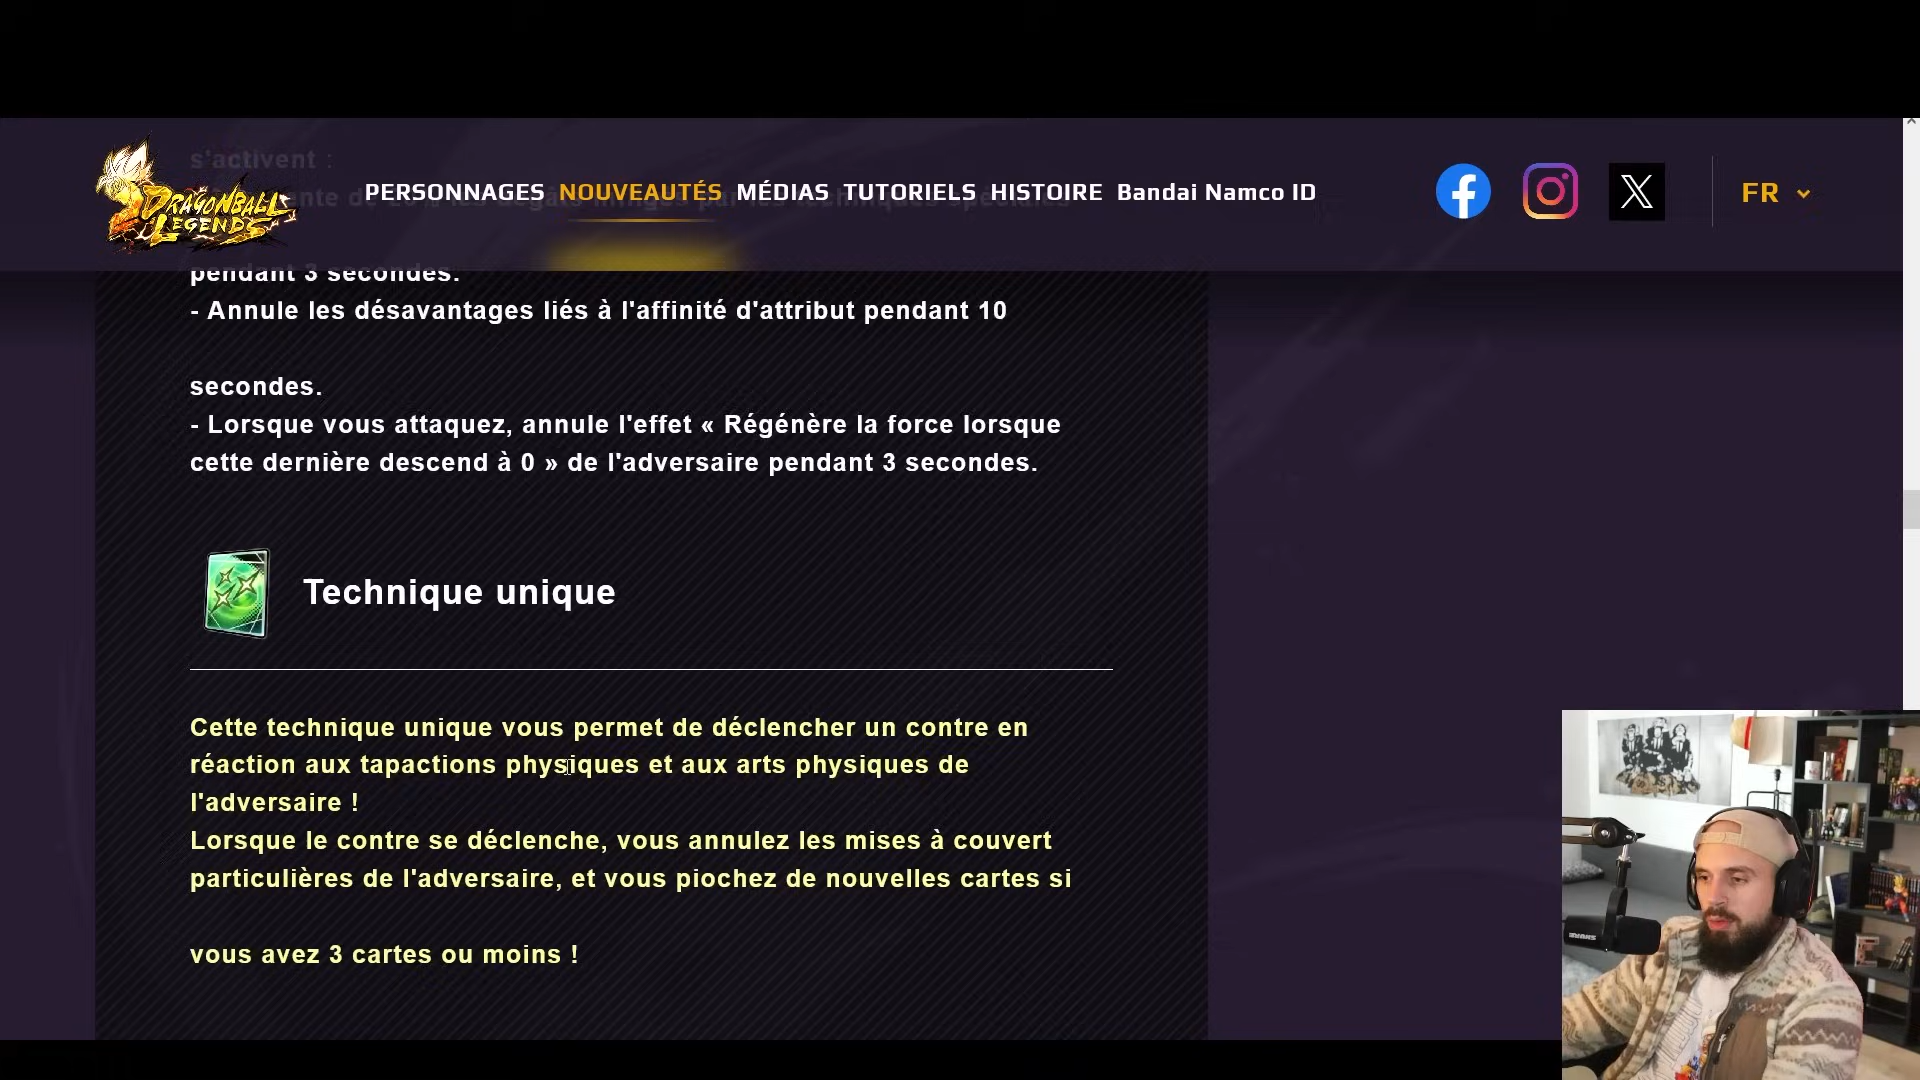 s'activent :
DRAGONBALL
LEGENDS
PERSONNAGES NOUVEAUTÉS MÉDIAS TUTORIELS HISTOIRE Bandai Namco ID
FR
pendant 3 secondes.
- Annule les désavantages liés à l'affinité d'attribut pendant 10
secondes.
- Lorsque vous attaquez, annule l'effet « Régénère la force lorsque
cette dernière descend à 0 » de l'adversaire pendant 3 secondes.
Technique unique
Cette technique unique vous permet de déclencher un contre en
réaction aux tapactions physiques et aux arts physiques de
l'adversaire !
Lorsque le contre se déclenche, vous annulez les mises à couvert
particulières de l'adversaire, et vous piochez de nouvelles cartes si
vous avez 3 cartes ou moins !